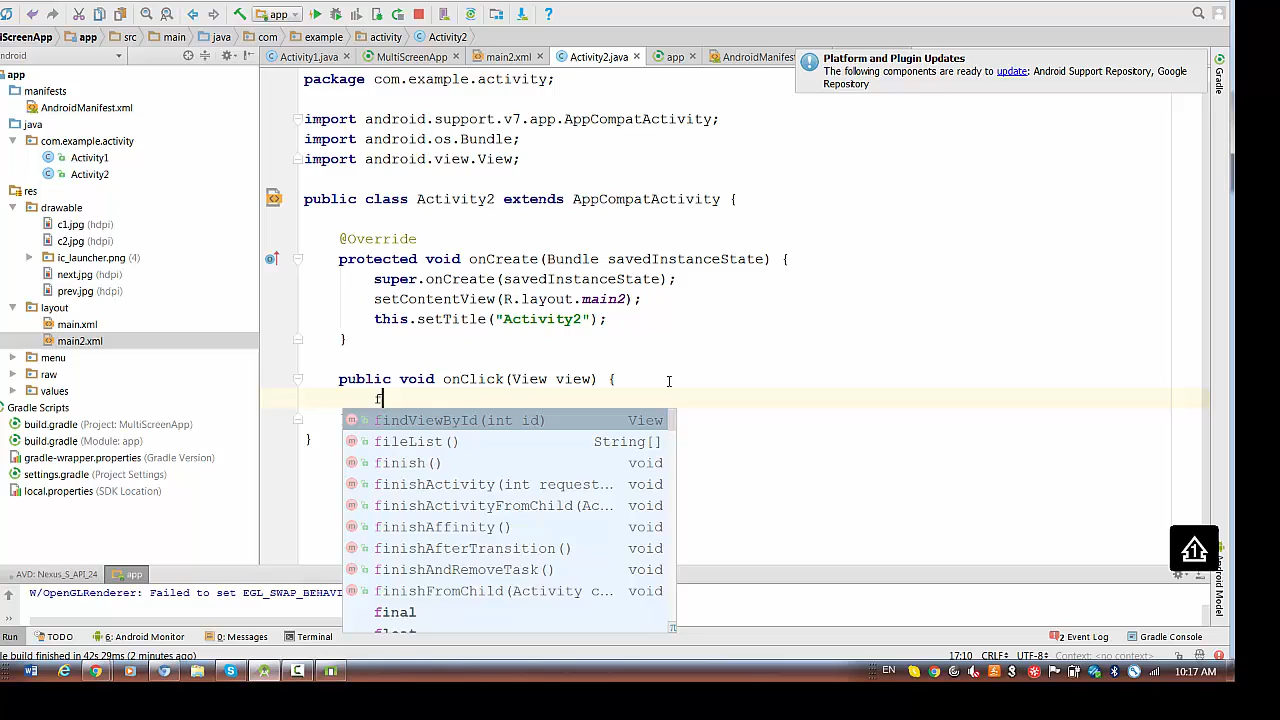 app
iScreenApp
app
src
main
java
com
example
activity
Activity2
ndroid
Activity1.java
MultiScreenApp
main2.xml
Activity2.java
app
AndroidManifest
Platform and Plugin Updates
The following components are ready to update: Android Support Repository, Google
Repository
app
manifests
AndroidManifest.xml
java
com.example.activity
Activity1
Activity2
res
drawable
c1.jpg (hdpi)
c2.jpg (hdpi)
ic_launcher.png (4)
next.jpg (hdpi)
prev.jpg (hdpi)
layout
main.xml
main2.xml
menu
raw
values
Gradle Scripts
build.gradle (Project: MultiScreenApp)
build.gradle (Module: app)
gradle-wrapper.properties (Gradle Version)
settings.gradle (Project Settings)
local.properties (SDK Location)
package com.example.activity;
import android.support.v7.app.AppCompatActivity;
import android.os.Bundle;
import android.view.View;
public class Activity2 extends AppCompatActivity {
@Override
protected void onCreate(Bundle savedInstanceState) {
super.onCreate(savedInstanceState);
setContentView(R.layout.main2);
this.setTitle("Activity2");
}
public void onClick(View view) {
f
}
findViewById(int id) View
fileList() String[]
finish() void
finishActivity(int request... void
finishActivityFromChild(Ac... void
finishAffinity() void
finishAfterTransition() void
finishAndRemoveTask() void
finishFromChild(Activity c... void
final
float
π
Gradle
Android Model
1
AVD: Nexus_S_API_24
app
W/OpenGLRenderer: Failed to set EGL_SWAP_BEHAVI
Run
TODO
6: Android Monitor
0: Messages
Terminal
2 Event Log
Gradle Console
le build finished in 42s 29ms (2 minutes ago)
17:10
CRLF
UTF-8
Context: <no context>
EN
10:17 AM